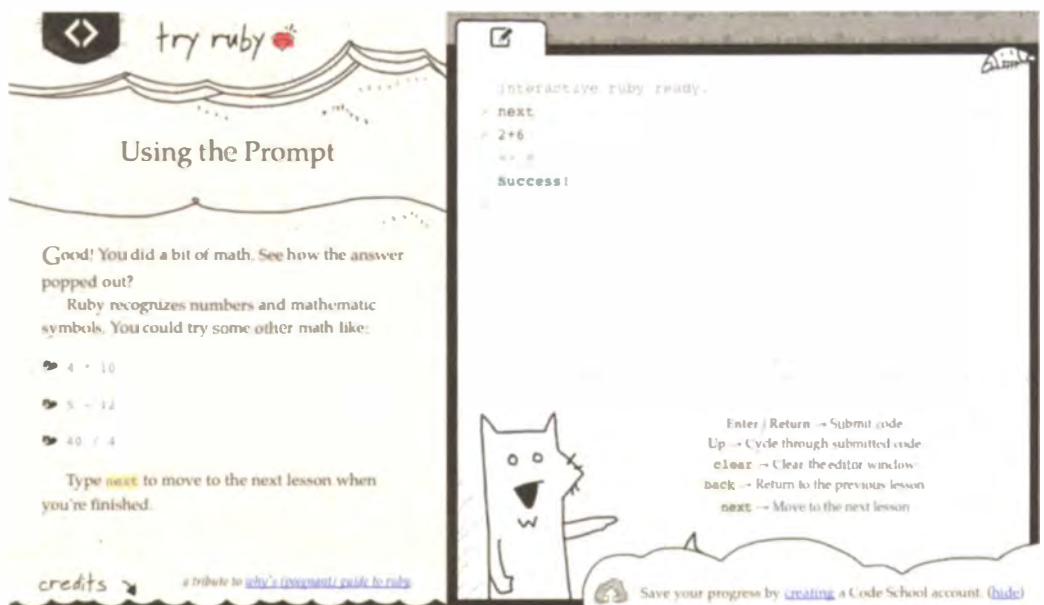 try ruby
Using the Prompt
Good! You did a bit of math. See how the answer
popped out?
Ruby recognizes numbers and mathematic
symbols. You could try some other math like:
4 * 10
5 - 12
40 / 4
Type next to move to the next lesson when
you're finished.
credits
a tribute to why's (poignant) guide to ruby
Interactive ruby ready.
> next
> 2+6
Success!
Enter / Return → Submit code
Up → Cycle through submitted code
clear → Clear the editor window
back → Return to the previous lesson
next → Move to the next lesson
Save your progress by creating a Code School account. (hide)